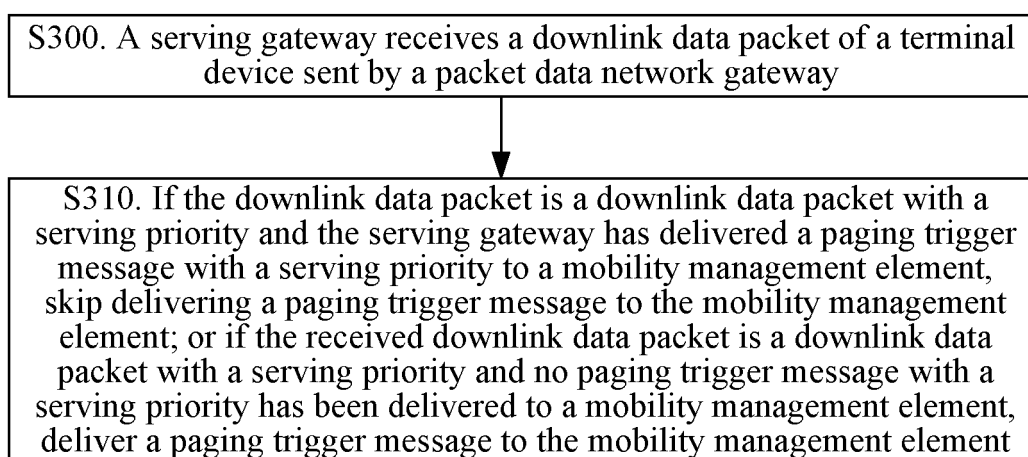 S300. A serving gateway receives a downlink data packet of a terminal
device sent by a packet data network gateway
S310. If the downlink data packet is a downlink data packet with a
serving priority and the serving gateway has delivered a paging trigger
message with a serving priority to a mobility management element,
skip delivering a paging trigger message to the mobility management
element; or if the received downlink data packet is a downlink data
packet with a serving priority and no paging trigger message with a
serving priority has been delivered to a mobility management element,
deliver a paging trigger message to the mobility management element